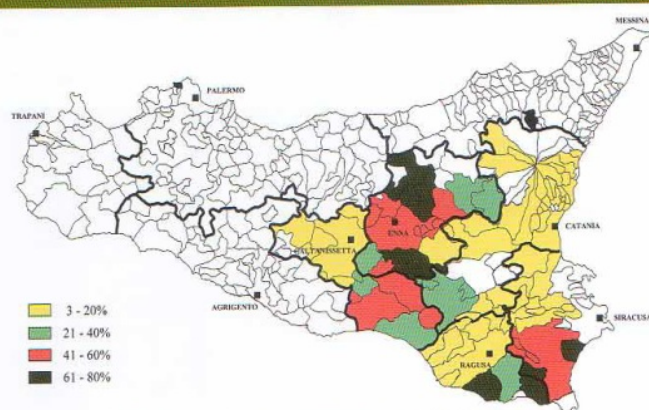 MESSINA
PALERMO
TRAPANI
ENNA
CATANIA
CALTANISSETTA
AGRIGENTO
SIRACUSA
RAGUSA
3 - 20%
21 - 40%
41 - 60%
61 - 80%